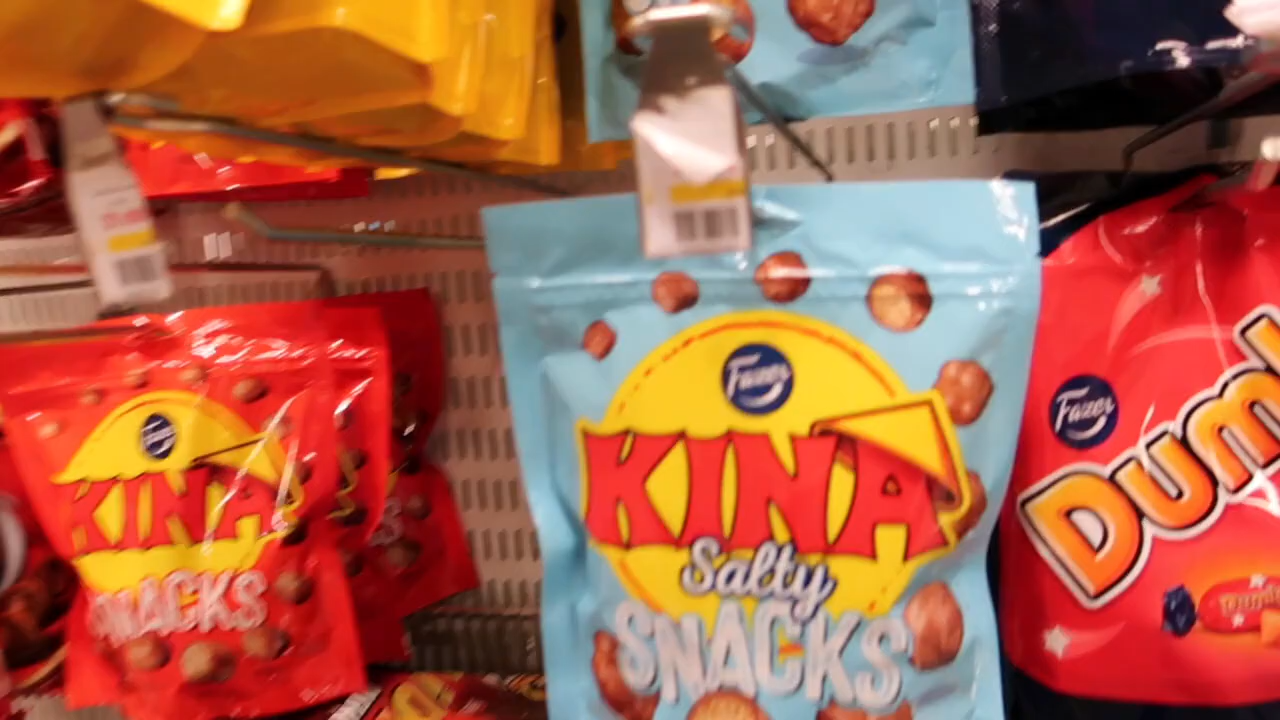 Fazer
KINA
SNACKS
Fazer
KINA
Salty
SNACKS
Fazer
Dum